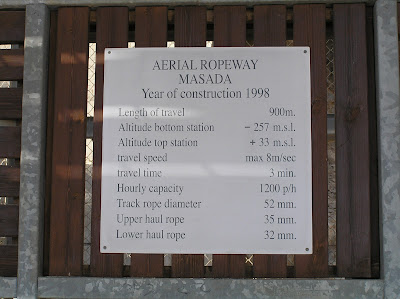 AERIAL ROPEWAY
MASADA
Year of construction 1998
Length of travel 900m.
Altitude bottom station – 257 m.s.l.
Altitude top station + 33 m.s.l.
travel speed max 8m/sec
travel time 3 min.
Hourly capacity 1200 p/h
Track rope diameter 52 mm.
Upper haul rope 35 mm.
Lower haul rope 32 mm.